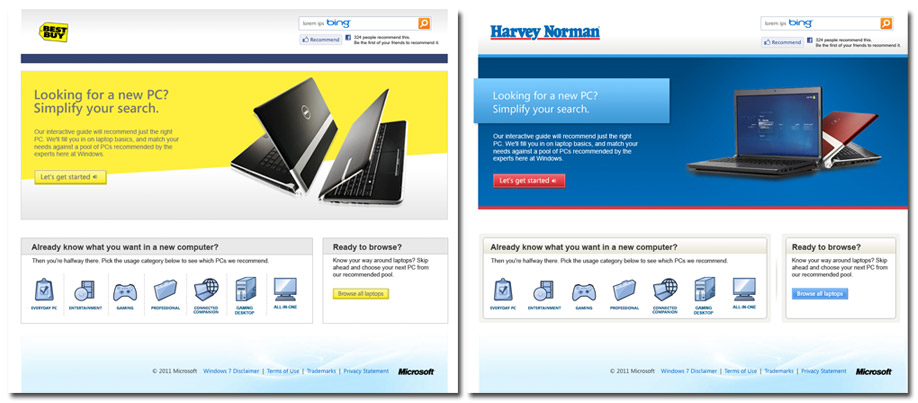 BEST
BUY
lorem ips bing
Recommend
324 people recommend this.
Be the first of your friends to recommend it.
Looking for a new PC?
Simplify your search.
Our interactive guide will recommend just the right
PC. We'll fill you in on laptop basics, and match your
needs against a pool of PCs recommended by the
experts here at Windows.
Let's get started
Already know what you want in a new computer?
Then you're halfway there. Pick the usage category below to see which PCs we recommend.
EVERYDAY PC
ENTERTAINMENT
GAMING
PROFESSIONAL
CONNECTED
COMPANION
GAMING
DESKTOP
ALL-IN-ONE
Ready to browse?
Know your way around laptops? Skip
ahead and choose your next PC from
our recommended pool.
Browse all laptops
© 2011 Microsoft Windows 7 Disclaimer | Terms of Use | Trademarks | Privacy Statement Microsoft
Harvey Norman
lorem ips bing
Recommend
324 people recommend this.
Be the first of your friends to recommend it.
Looking for a new PC?
Simplify your search.
Our interactive guide will recommend just the right
PC. We'll fill you in on laptop basics, and match your
needs against a pool of PCs recommended by the
experts here at Windows.
Let's get started
Already know what you want in a new computer?
Then you're halfway there. Pick the usage category below to see which PCs we recommend.
EVERYDAY PC
ENTERTAINMENT
GAMING
PROFESSIONAL
CONNECTED
COMPANION
GAMING
DESKTOP
ALL-IN-ONE
Ready to browse?
Know your way around laptops? Skip
ahead and choose your next PC from
our recommended pool.
Browse all laptops
© 2011 Microsoft Windows 7 Disclaimer | Terms of Use | Trademarks | Privacy Statement Microsoft